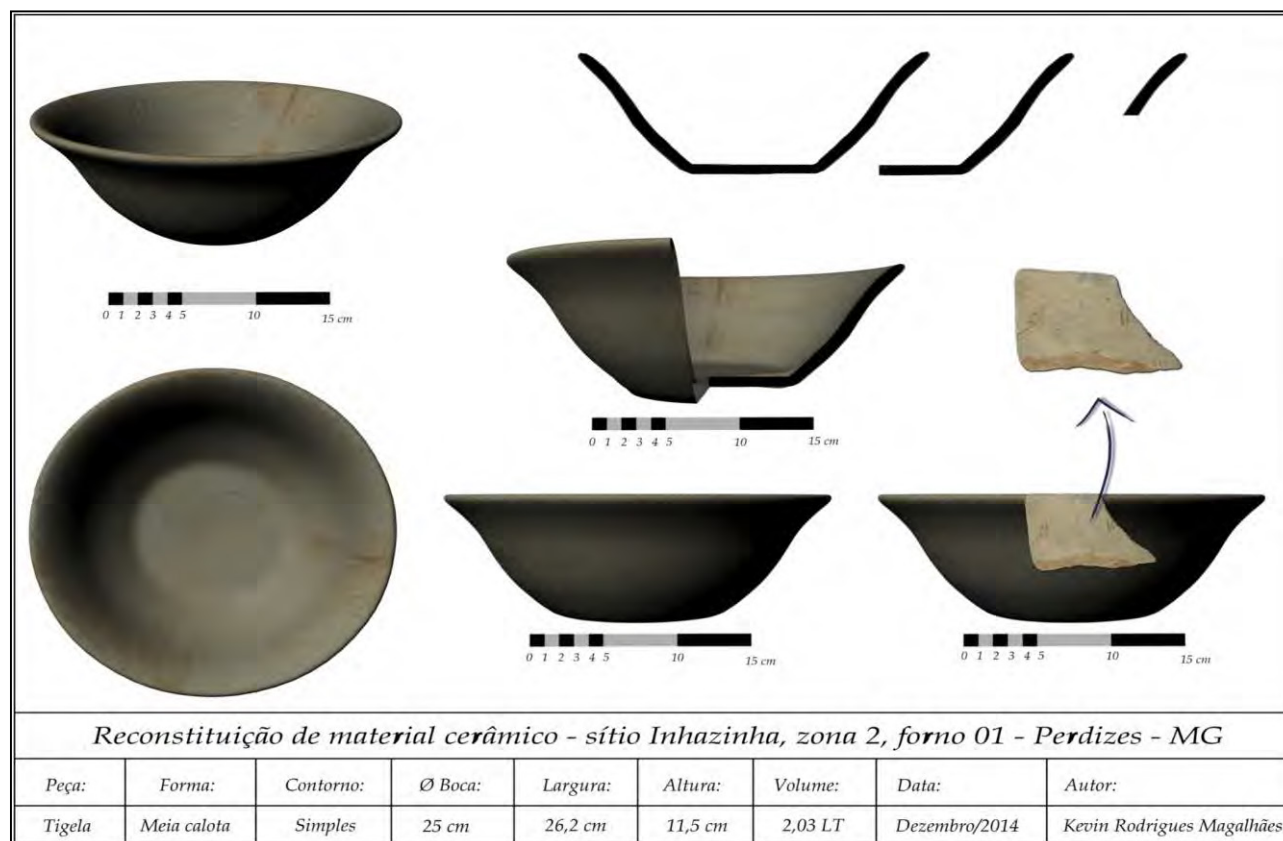 0 1 2 3 4 5 10 15 cm
0 1 2 3 4 5 10 15 cm
0 1 2 3 4 5 10 15 cm
0 1 2 3 4 5 10 15 cm
Reconstituição de material cerâmico - sítio Inhazinha, zona 2, forno 01 - Perdizes - MG
Peça: Forma: Contorno: Ø Boca: Largura: Altura: Volume: Data: Autor:
Tigela Meia calota Simples 25 cm 26,2 cm 11,5 cm 2,03 LT Dezembro/2014 Kevin Rodrigues Magalhães